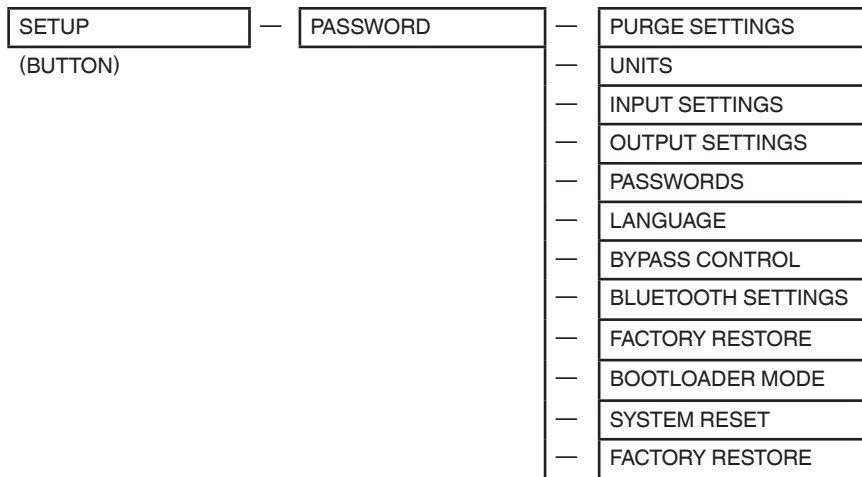 SETUP — PASSWORD — PURGE SETTINGS
(BUTTON) — UNITS
— INPUT SETTINGS
— OUTPUT SETTINGS
— PASSWORDS
— LANGUAGE
— BYPASS CONTROL
— BLUETOOTH SETTINGS
— FACTORY RESTORE
— BOOTLOADER MODE
— SYSTEM RESET
— FACTORY RESTORE